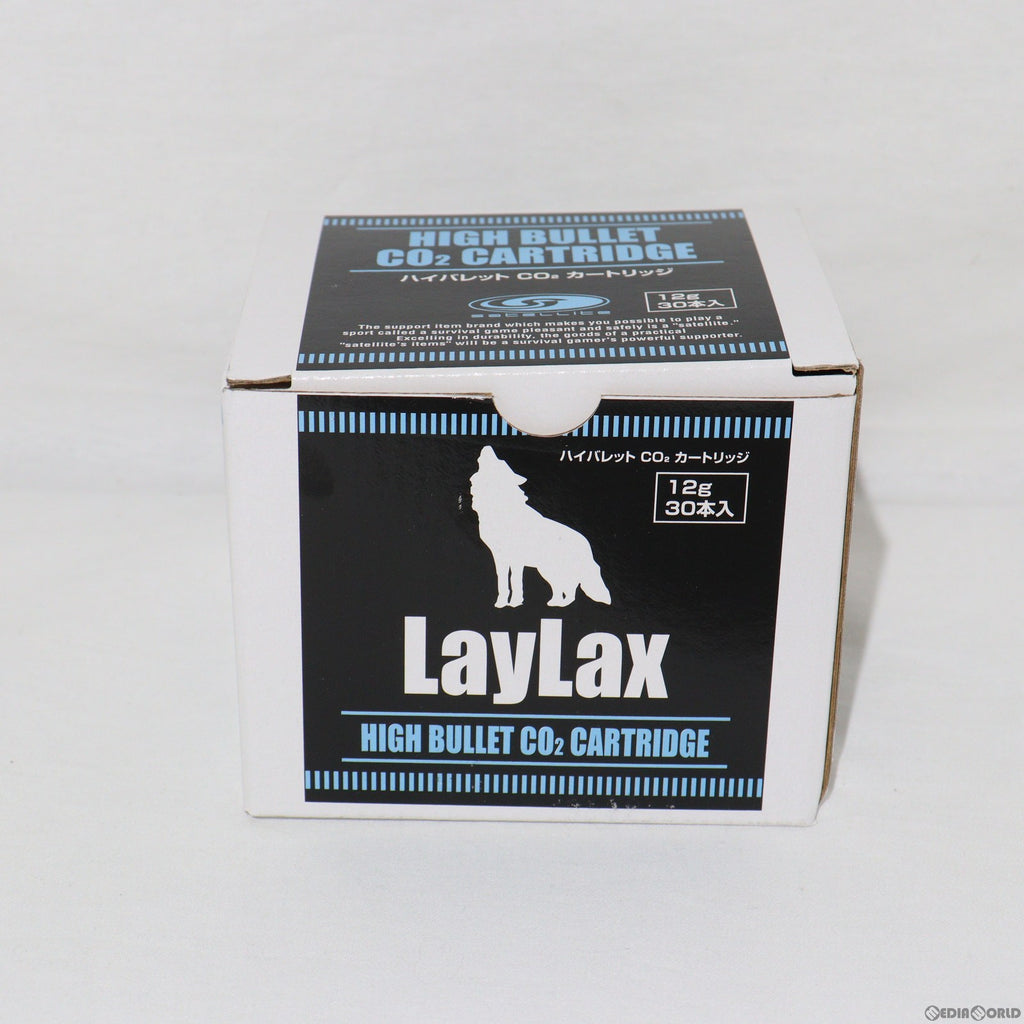 HIGH BULLET
CO₂ CARTRIDGE
ハイバレット CO₂ カートリッジ
satellite
12g
30本入
The support item brand which makes you possible to play a
sport called a survival game pleasant and safely is a "satellite."
Excelling in durability, the goods of a practical
"satellite's items" will be a survival gamer's powerful supporter.
ハイバレット CO₂ カートリッジ
12g
30本入
LayLax
HIGH BULLET CO₂ CARTRIDGE
MEDIAWORLD